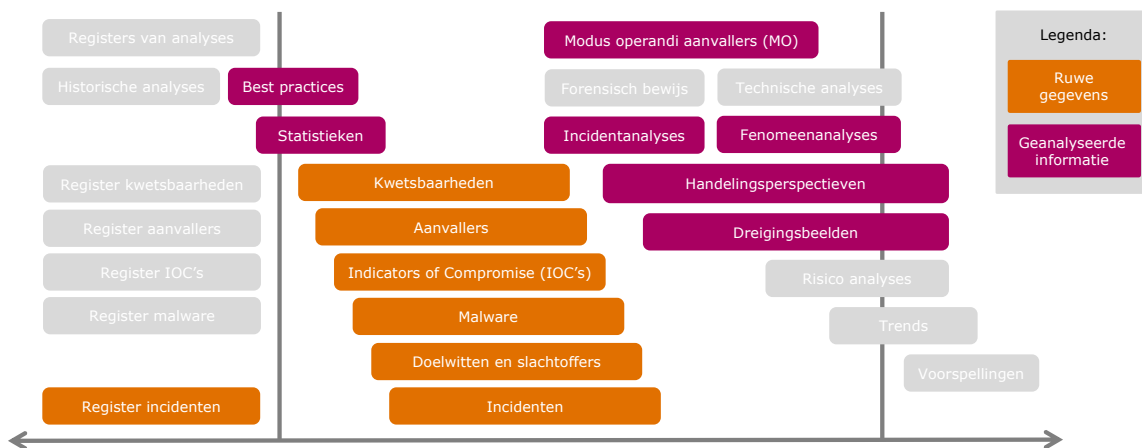 Registers van analyses
Modus operandi aanvallers (MO)
Legenda:
Historische analyses
Best practices
Forensisch bewijs
Technische analyses
Ruwe
gegevens
Statistieken
Incidentanalyses
Fenomeenanalyses
Geanalyseerde
informatie
Register kwetsbaarheden
Kwetsbaarheden
Handelingsperspectieven
Register aanvallers
Aanvallers
Dreigingsbeelden
Register IOC's
Indicators of Compromise (IOC's)
Risico analyses
Register malware
Malware
Trends
Doelwitten en slachtoffers
Voorspellingen
Register incidenten
Incidenten